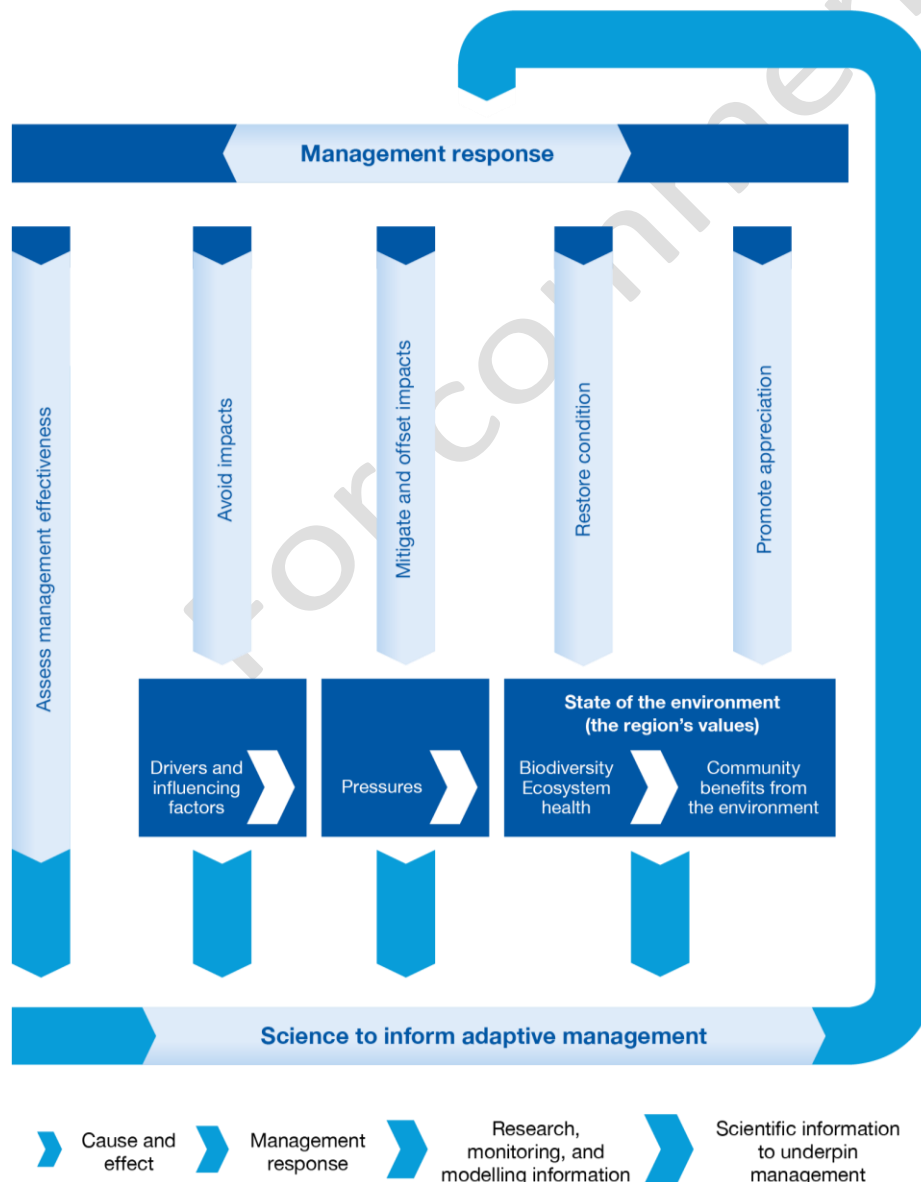 For comment
Management response
Assess management effectiveness
Avoid impacts
Mitigate and offset impacts
Restore condition
Promote appreciation
State of the environment
(the region's values)
Drivers and
influencing
factors
Pressures
Biodiversity
Ecosystem
health
Community
benefits from
the environment
Science to inform adaptive management
Cause and
effect
Management
response
Research,
monitoring, and
modelling information
Scientific information
to underpin
management